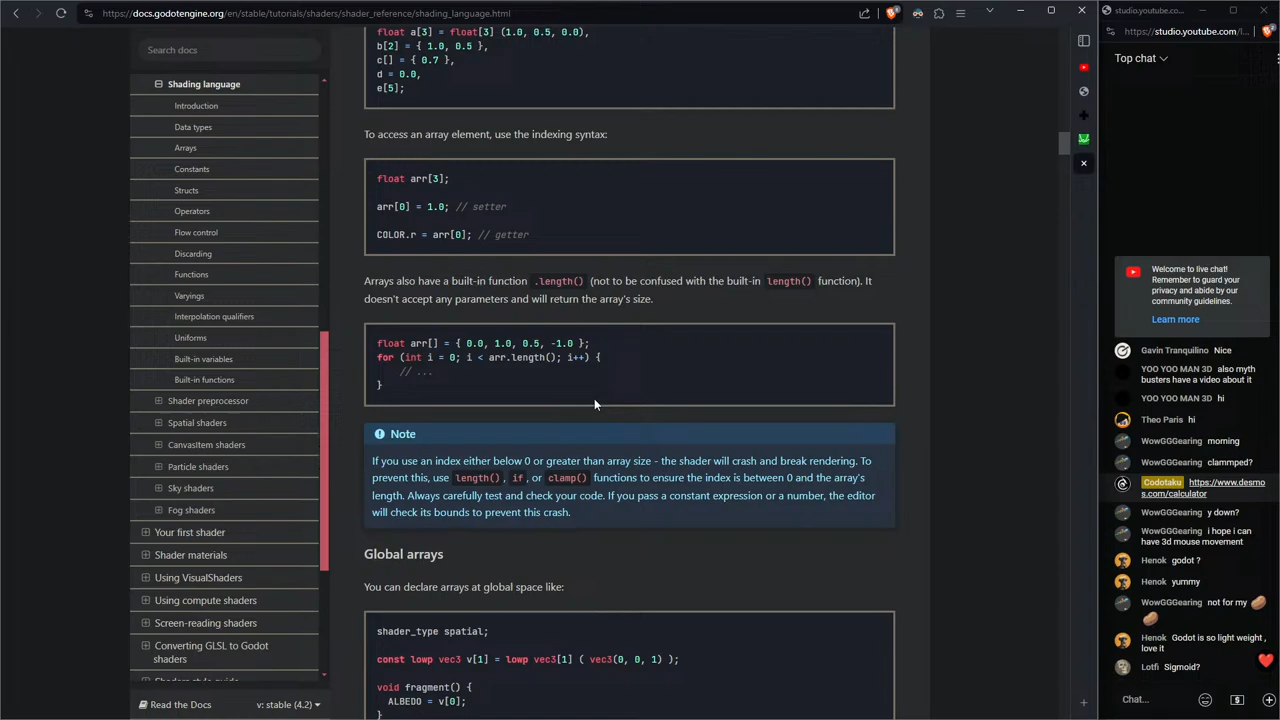 https://docs.godotengine.org/en/stable/tutorials/shaders/shader_reference/shading_language.html
Search docs
Shading language
Introduction
Data types
Arrays
Constants
Structs
Operators
Flow control
Discarding
Functions
Varyings
Interpolation qualifiers
Uniforms
Built-in variables
Built-in functions
Shader preprocessor
Spatial shaders
CanvasItem shaders
Particle shaders
Sky shaders
Fog shaders
Your first shader
Shader materials
Using VisualShaders
Using compute shaders
Screen-reading shaders
Converting GLSL to Godot
shaders
Shaders style guide
Read the Docs
v: stable (4.2)
float a[3] = float[3] (1.0, 0.5, 0.0),
b[2] = { 1.0, 0.5 },
c[] = { 0.7 },
d = 0.0,
e[5];
To access an array element, use the indexing syntax:
float arr[3];
arr[0] = 1.0; // setter
COLOR.r = arr[0]; // getter
Arrays also have a built-in function .length() (not to be confused with the built-in length() function). It
doesn't accept any parameters and will return the array's size.
float arr[] = { 0.0, 1.0, 0.5, -1.0 };
for (int i = 0; i < arr.length(); i++) {
// ...
}
Note
If you use an index either below 0 or greater than array size - the shader will crash and break rendering. To
prevent this, use length(), if, or clamp() functions to ensure the index is between 0 and the array's
length. Always carefully test and check your code. If you pass a constant expression or a number, the editor
will check its bounds to prevent this crash.
Global arrays
You can declare arrays at global space like:
shader_type spatial;
const lowp vec3 v[1] = lowp vec3[1] ( vec3(0, 0, 1) );
void fragment() {
ALBEDO = v[0];
}
studio.youtube.co...
https://studio.youtube.com/l...
Top chat
Welcome to live chat!
Remember to guard your
privacy and abide by our
community guidelines.
Learn more
Gavin Tranquilino Nice
YOO YOO MAN 3D also myth
busters have a video about it
YOO YOO MAN 3D hi
Theo Paris hi
WowGGGearing morning
WowGGGearing clammped?
Codotaku https://www.desmo
s.com/calculator
WowGGGearing y down?
WowGGGearing i hope i can
have 3d mouse movement
Henok godot ?
Henok yummy
WowGGGearing not for my
Henok Godot is so light weight ,
love it
Lotfi Sigmoid?
Chat...